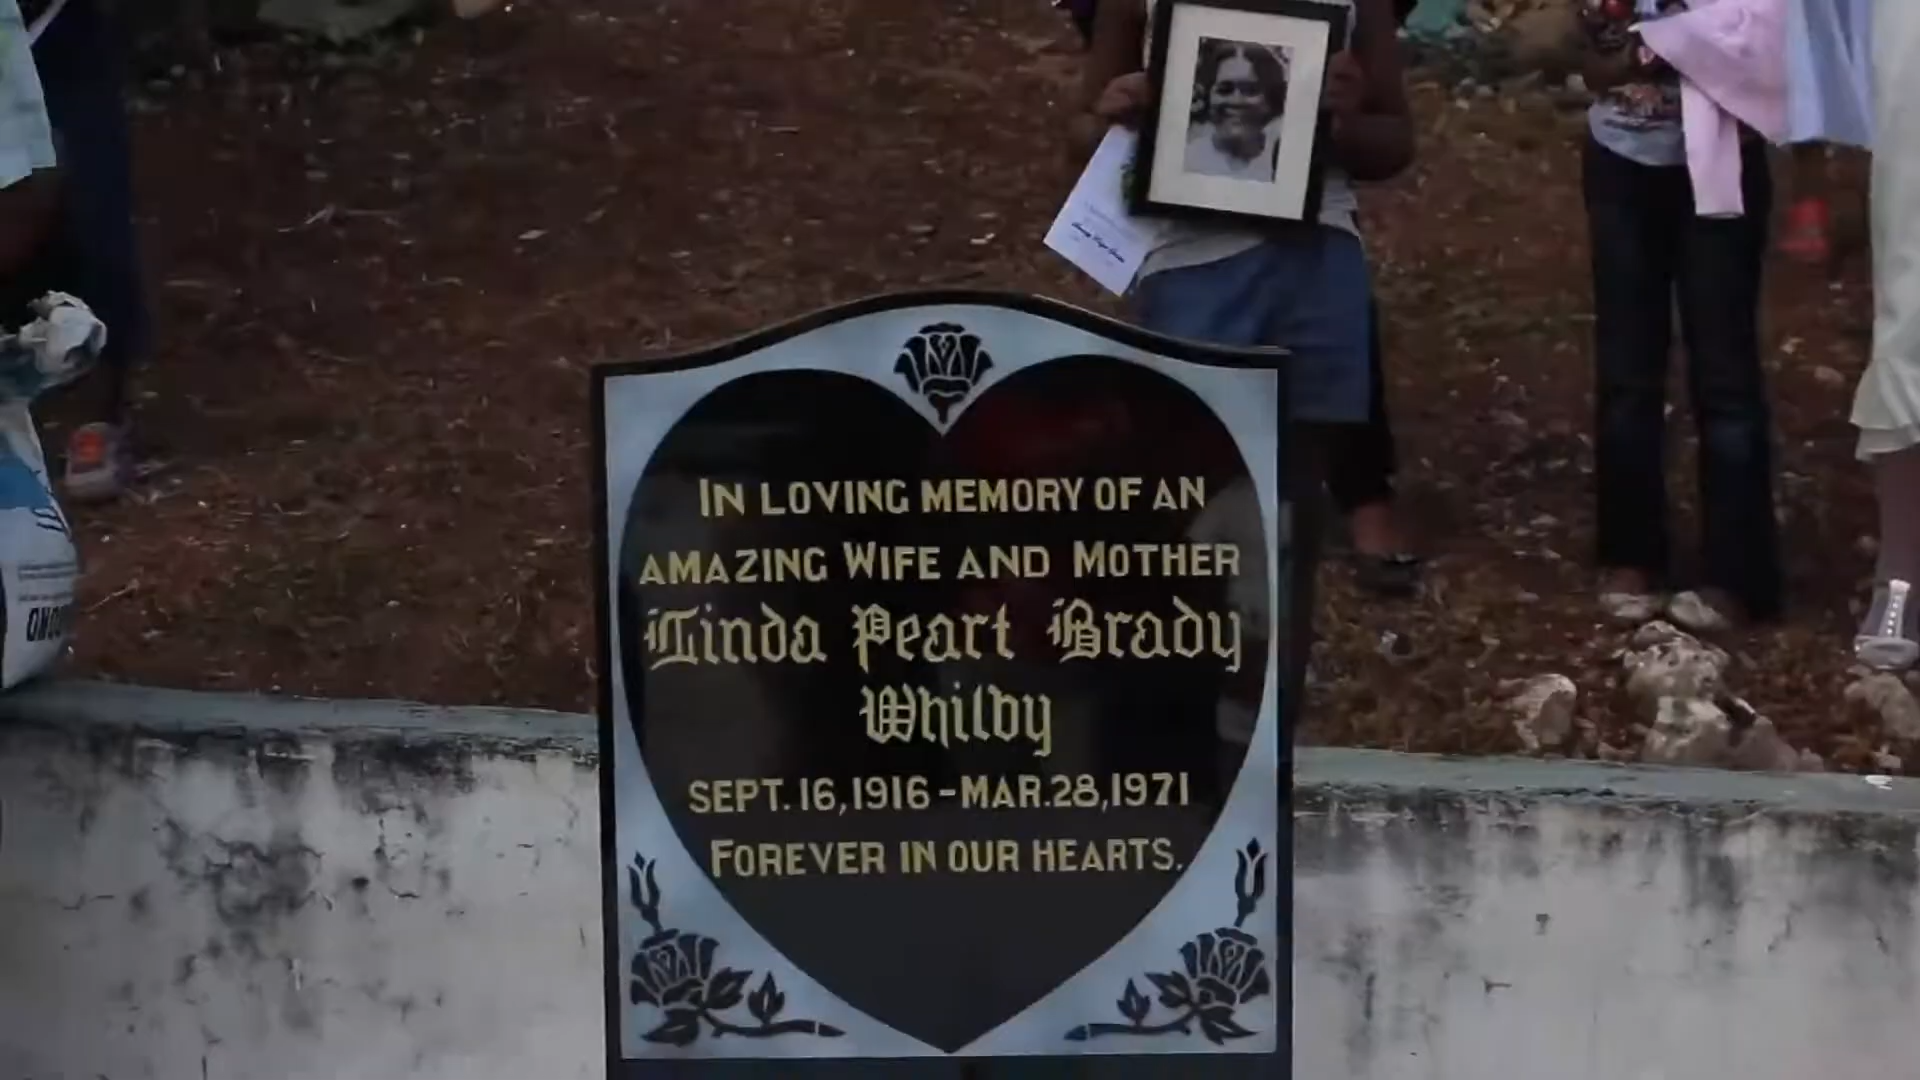 IN LOVING MEMORY OF AN
AMAZING WIFE AND MOTHER
Linda Peart Brady
Whilby
SEPT. 16, 1916 - MAR. 28, 1971
FOREVER IN OUR HEARTS.